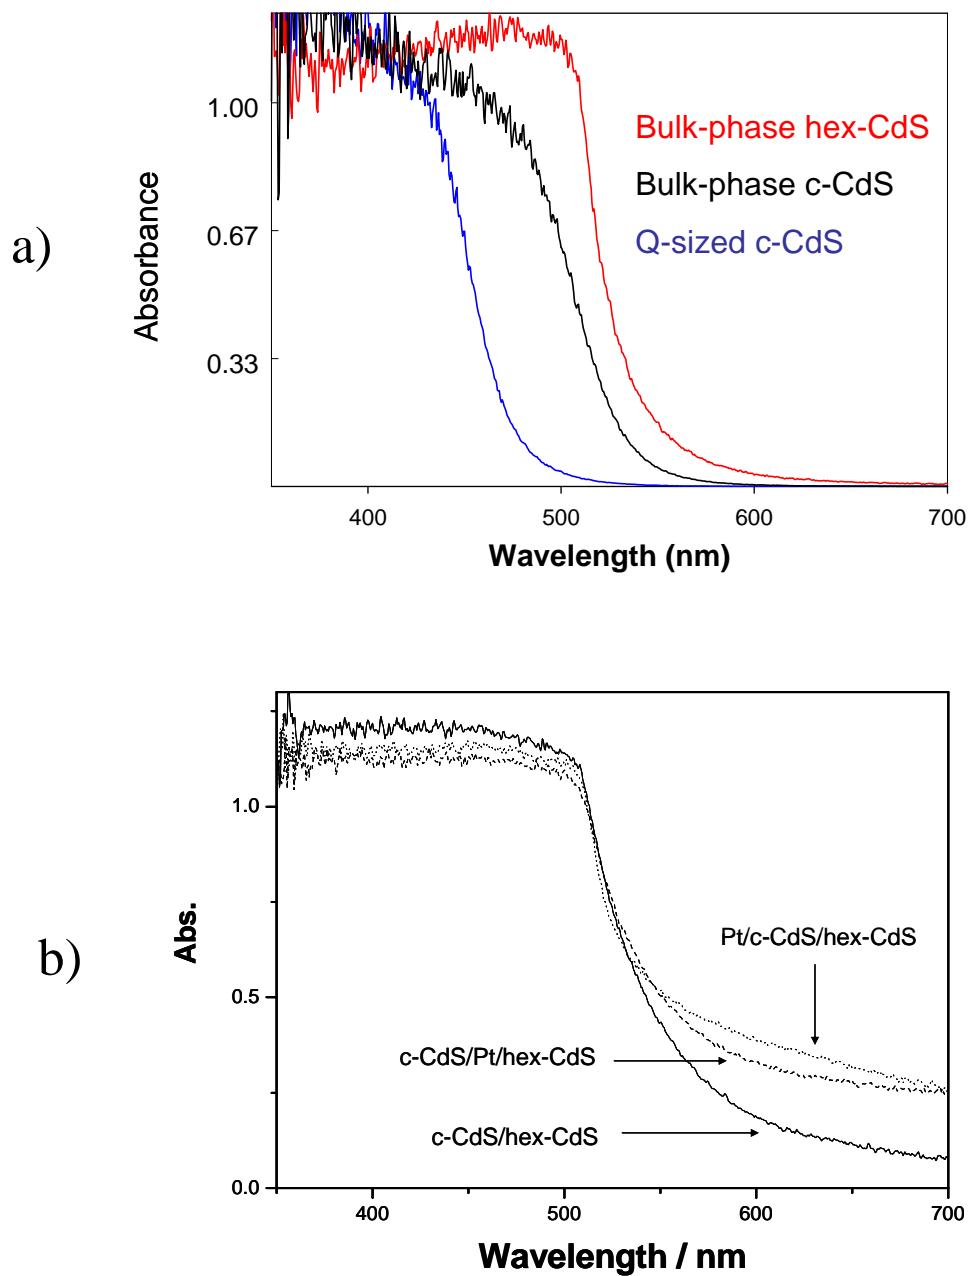 a)
Absorbance
1.00
0.67
0.33
Bulk-phase hex-CdS
Bulk-phase c-CdS
Q-sized c-CdS
400
500
600
700
Wavelength (nm)
b)
Abs.
1.0
0.5
0.0
Pt/c-CdS/hex-CdS
c-CdS/Pt/hex-CdS
c-CdS/hex-CdS
400
500
600
700
Wavelength / nm